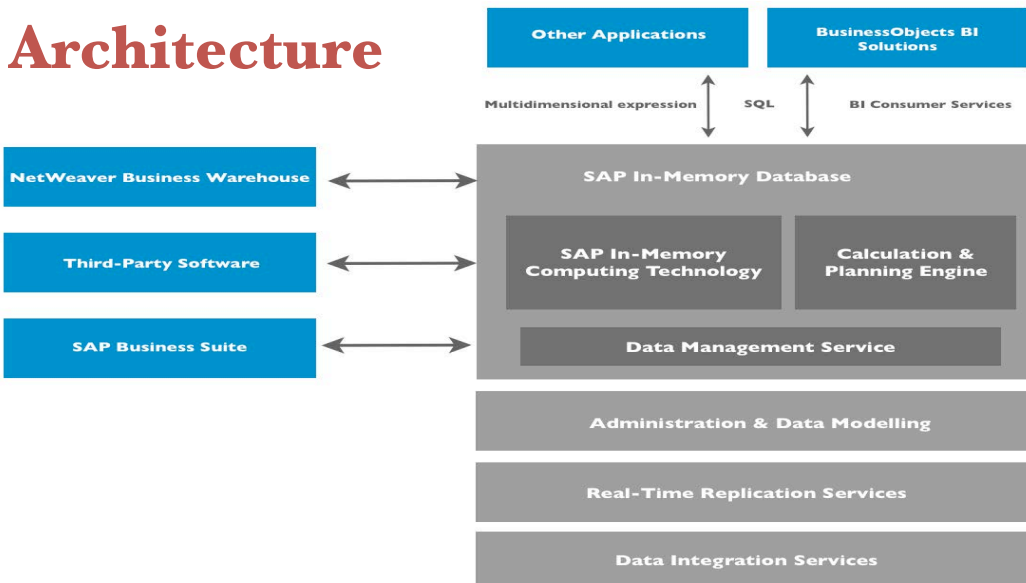 Architecture
Other Applications
BusinessObjects BI
Solutions
Multidimensional expression
SQL
BI Consumer Services
NetWeaver Business Warehouse
Third-Party Software
SAP Business Suite
SAP In-Memory Database
SAP In-Memory
Computing Technology
Calculation &
Planning Engine
Data Management Service
Administration & Data Modelling
Real-Time Replication Services
Data Integration Services